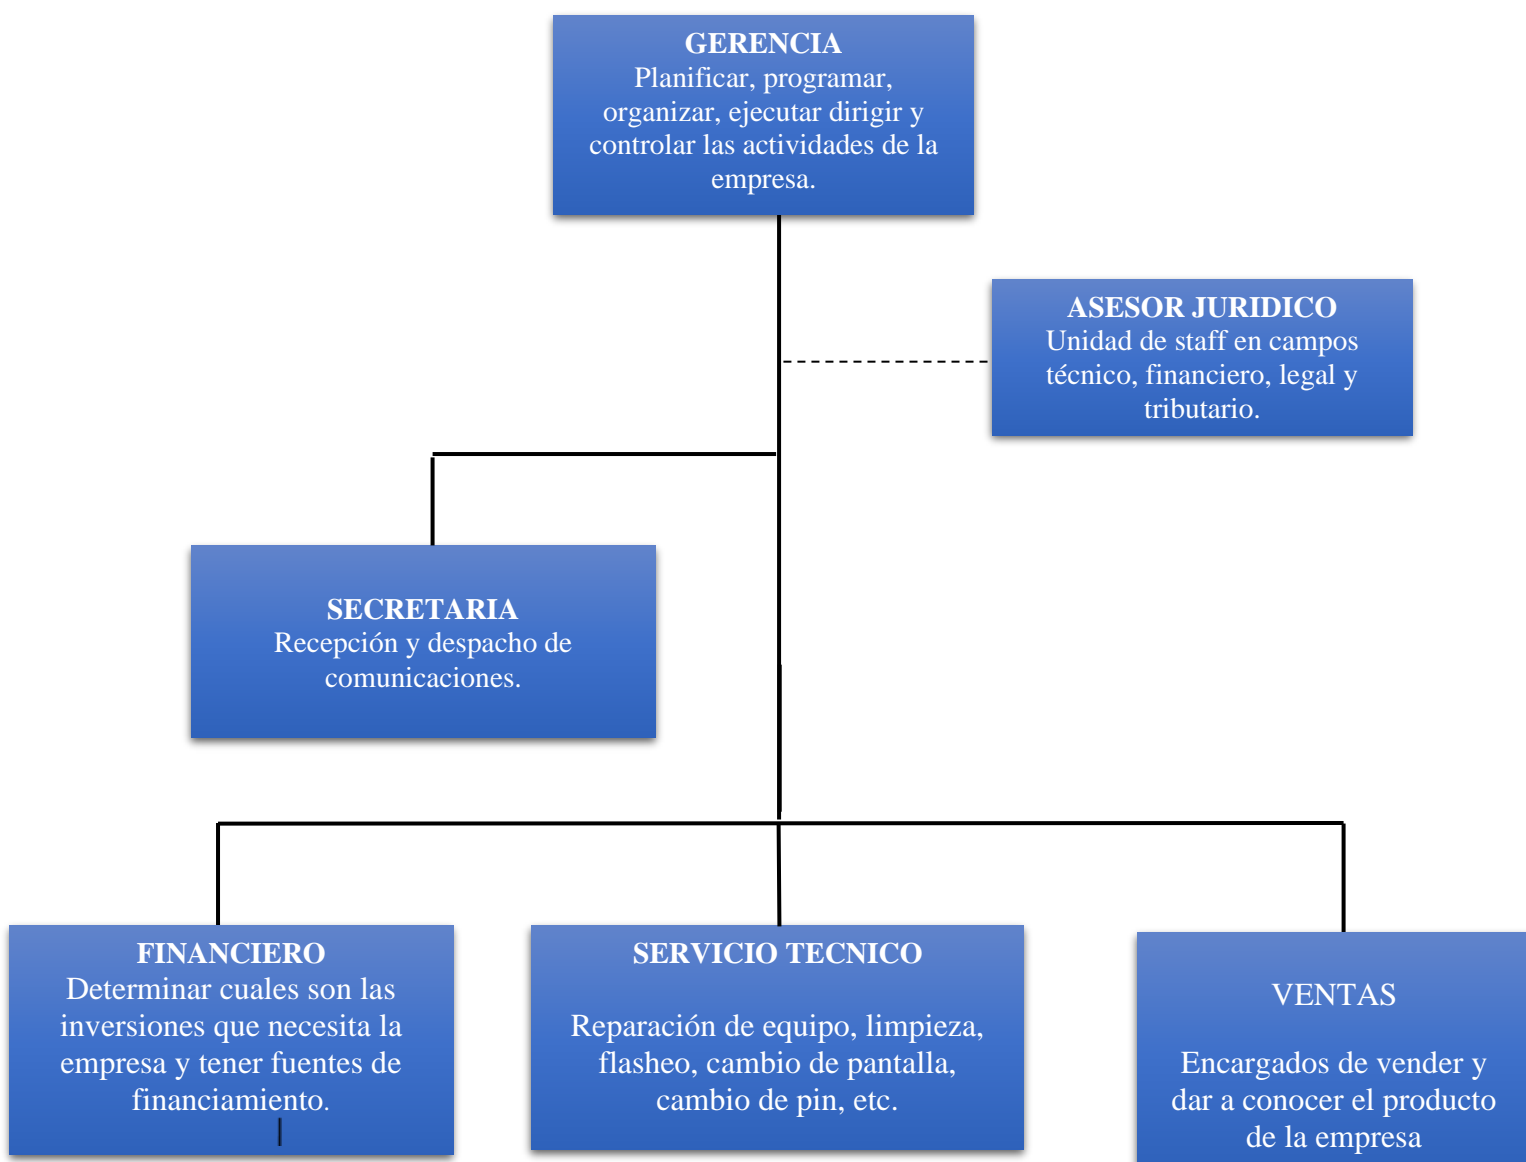 GERENCIA
Planificar, programar,
organizar, ejecutar dirigir y
controlar las actividades de la
empresa.
ASESOR JURIDICO
Unidad de staff en campos
técnico, financiero, legal y
tributario.
SECRETARIA
Recepción y despacho de
comunicaciones.
FINANCIERO
Determinar cuales son las
inversiones que necesita la
empresa y tener fuentes de
financiamiento.
SERVICIO TECNICO
Reparación de equipo, limpieza,
flasheo, cambio de pantalla,
cambio de pin, etc.
VENTAS
Encargados de vender y
dar a conocer el producto
de la empresa